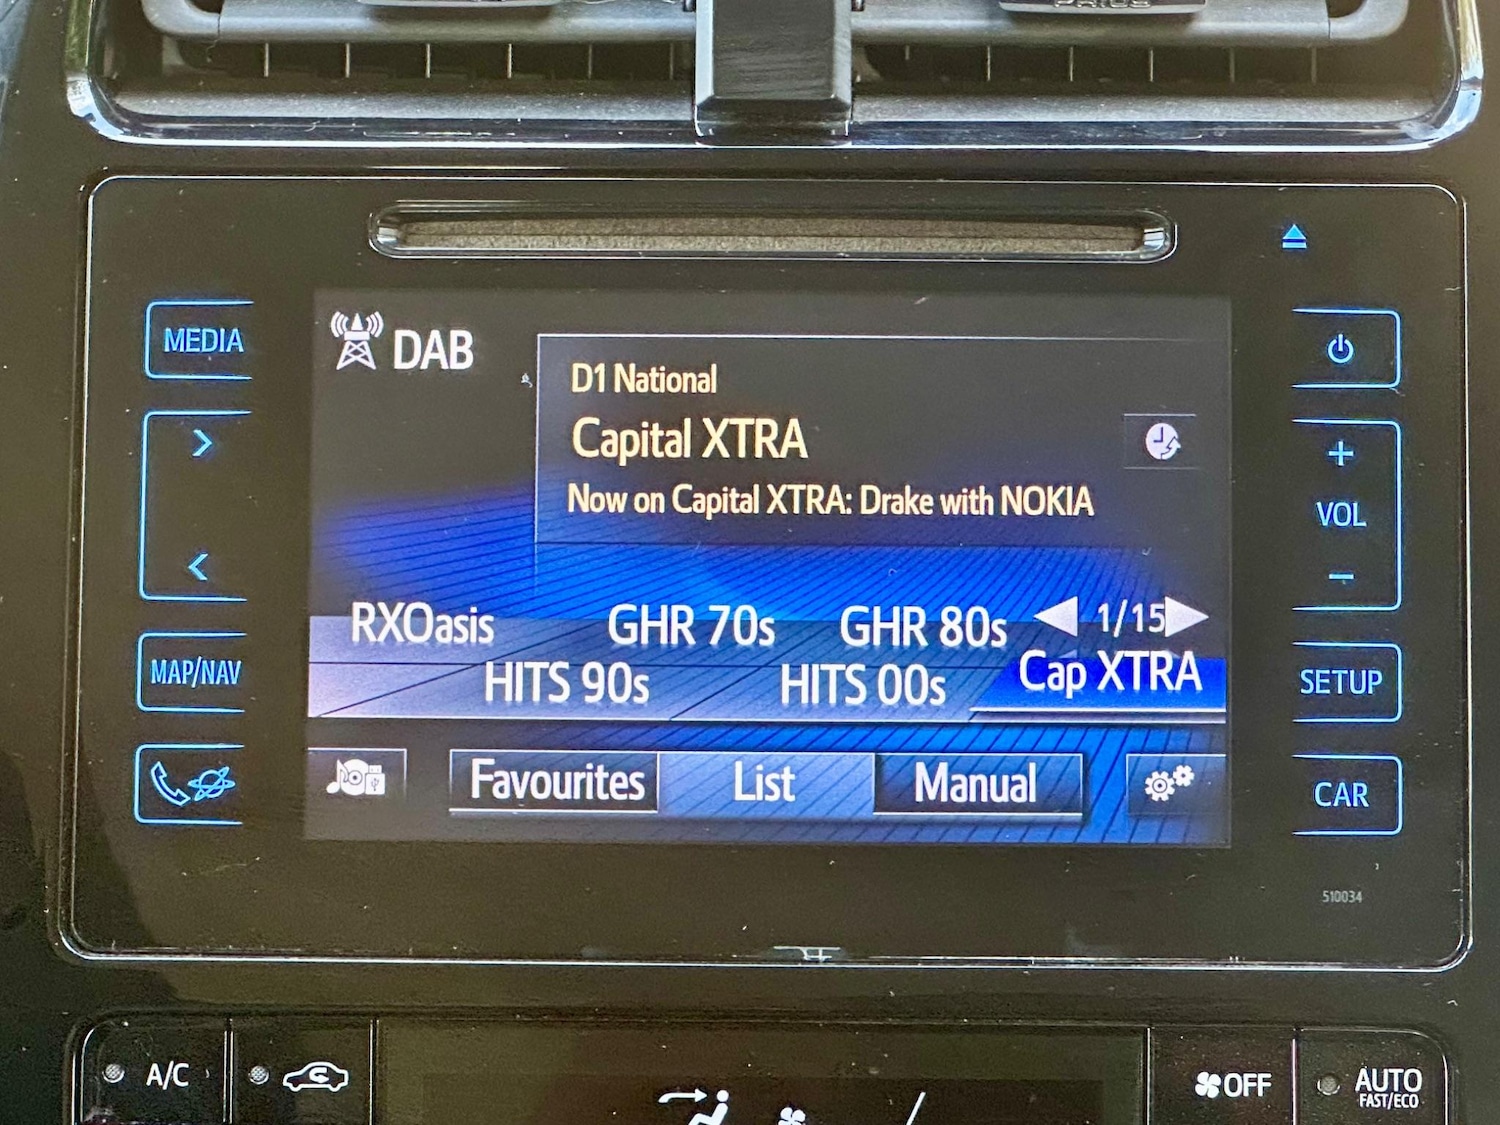 PRIUS
MEDIA
DAB
D1 National
Capital XTRA
Now on Capital XTRA: Drake with NOKIA
VOL
MAP/NAV
RXOasis GHR 70s GHR 80s 1/15
HITS 90s HITS 00s Cap XTRA
SETUP
Favourites List Manual
CAR
510034
A/C
OFF
AUTO
FAST/ECO